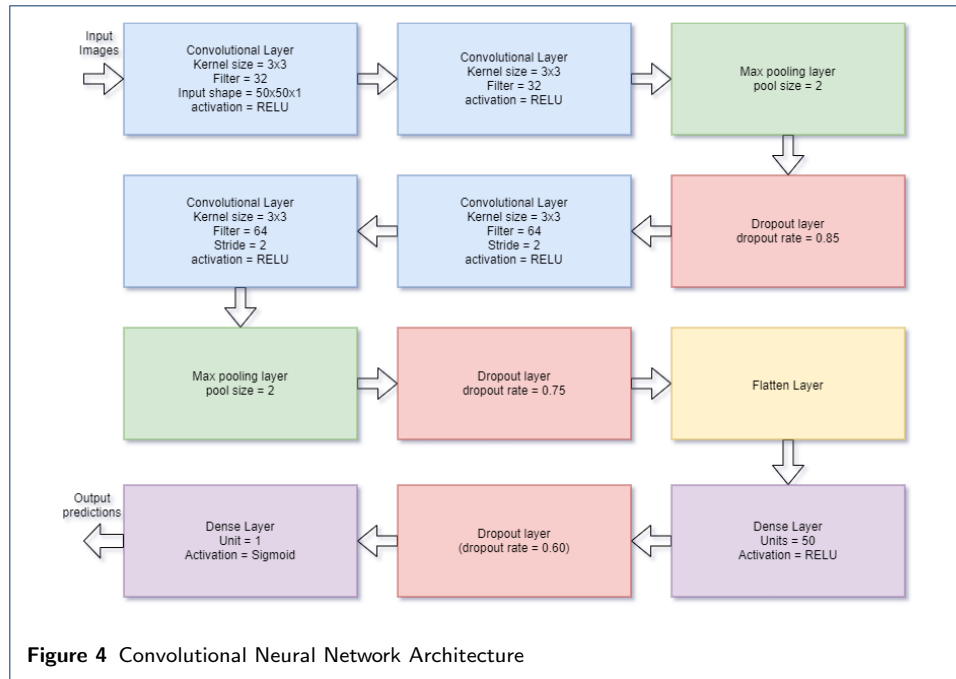 Input
Images
Convolutional Layer
Kernel size = 3x3
Filter = 32
Input shape = 50x50x1
activation = RELU
Convolutional Layer
Kernel size = 3x3
Filter = 32
activation = RELU
Max pooling layer
pool size = 2
Dropout layer
dropout rate = 0.85
Convolutional Layer
Kernel size = 3x3
Filter = 64
Stride = 2
activation = RELU
Convolutional Layer
Kernel size = 3x3
Filter = 64
Stride = 2
activation = RELU
Max pooling layer
pool size = 2
Dropout layer
dropout rate = 0.75
Flatten Layer
Dense Layer
Units = 50
Activation = RELU
Dropout layer
(dropout rate = 0.60)
Dense Layer
Unit = 1
Activation = Sigmoid
Output
predictions
Figure 4 Convolutional Neural Network Architecture